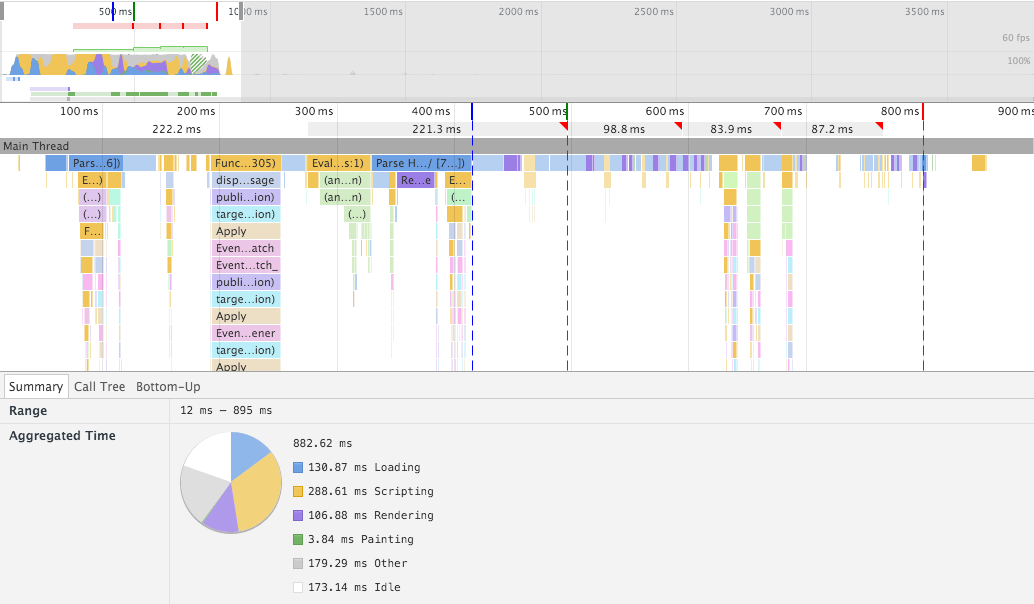 500 ms 1000 ms 1500 ms 2000 ms 2500 ms 3000 ms 3500 ms
60 fps
100%
100 ms 200 ms 300 ms 400 ms 500 ms 600 ms 700 ms 800 ms 900 ms
222.2 ms 221.3 ms 98.8 ms 83.9 ms 87.2 ms
Main Thread
Pars...6]) Func...305) Eval...s:1) Parse H.../ [7...])
E...) disp...sage (an...n) Re...e E...
(...) publi...ion) (an...n) (...
(...) targe...ion) (...)
F... Apply
Even...atch
Event...tch_
publi...ion)
targe...ion)
Apply
Even...ener
targe...ion)
Apply
Summary Call Tree Bottom-Up
Range 12 ms – 895 ms
Aggregated Time
882.62 ms
130.87 ms Loading
288.61 ms Scripting
106.88 ms Rendering
3.84 ms Painting
179.29 ms Other
173.14 ms Idle